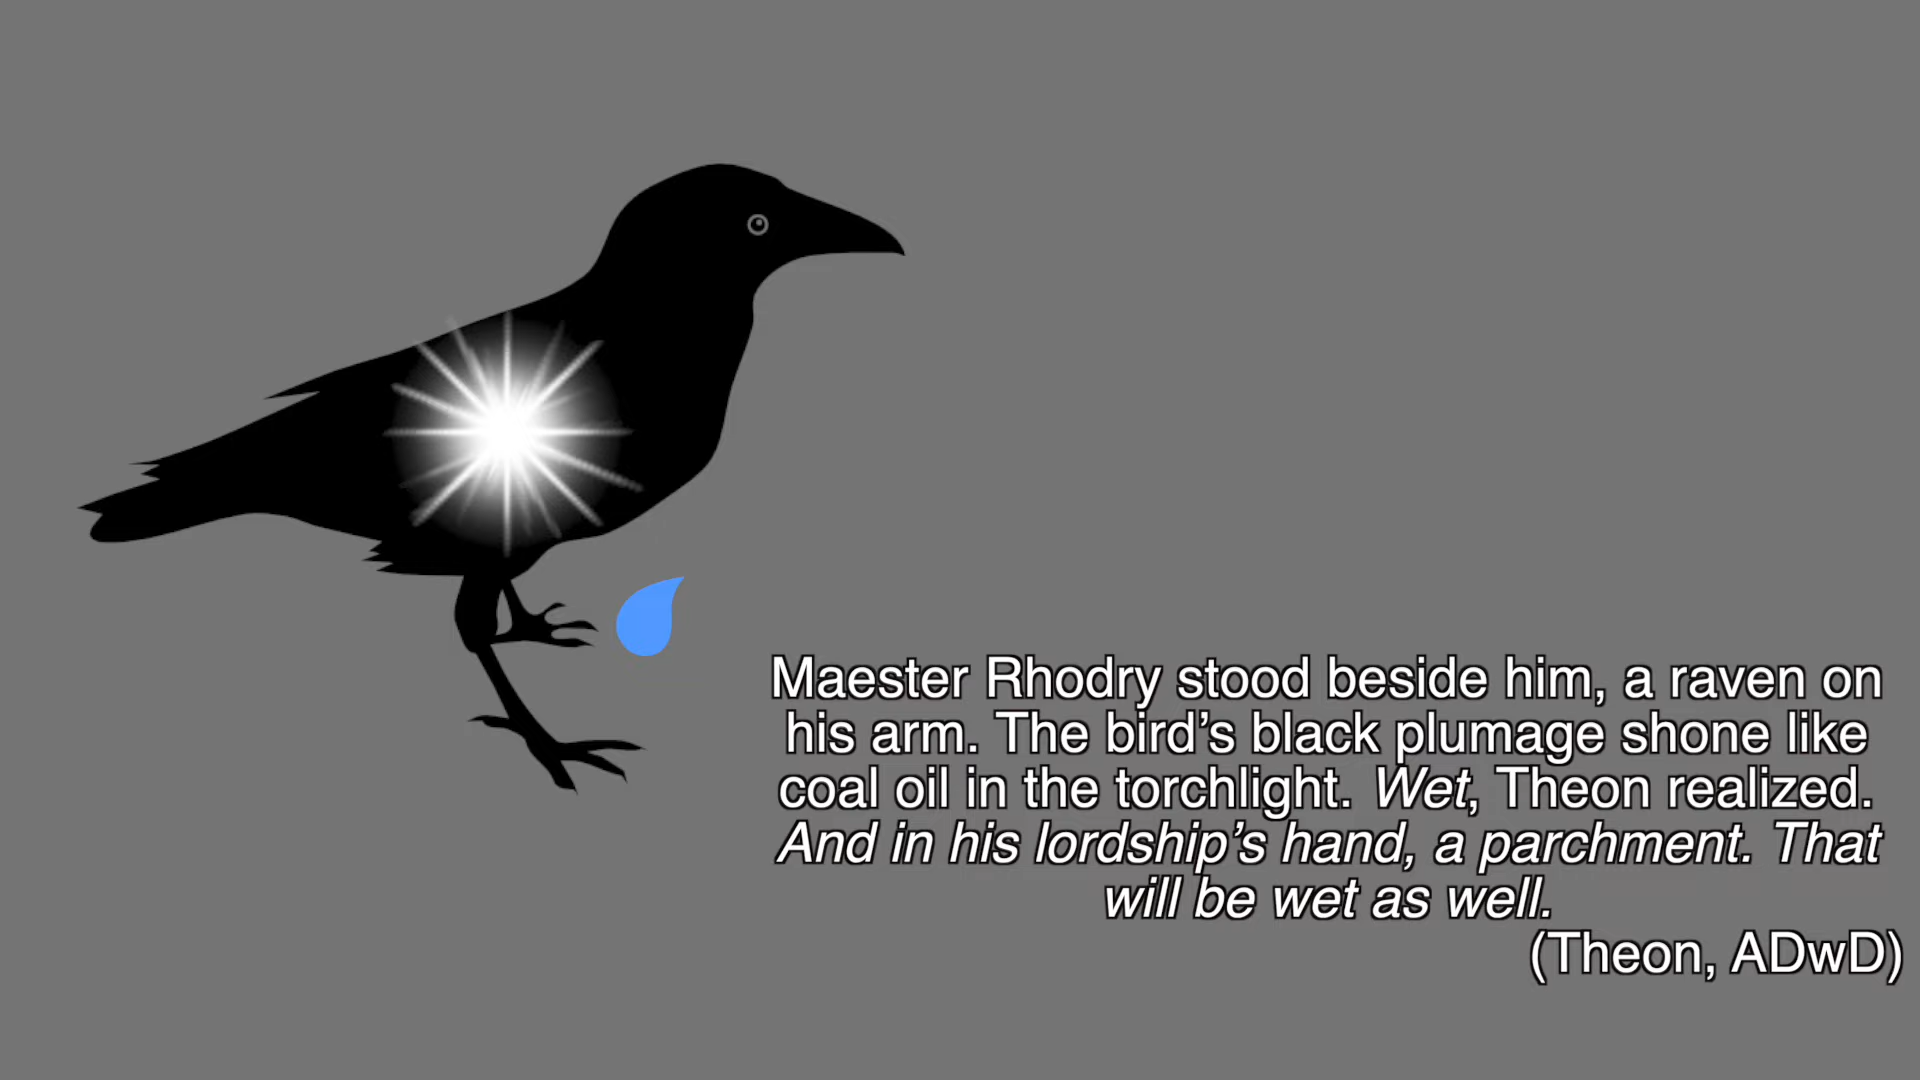 Maester Rhodry stood beside him, a raven on
his arm. The bird’s black plumage shone like
coal oil in the torchlight. Wet, Theon realized.
And in his lordship’s hand, a parchment. That
will be wet as well.
(Theon, ADwD)